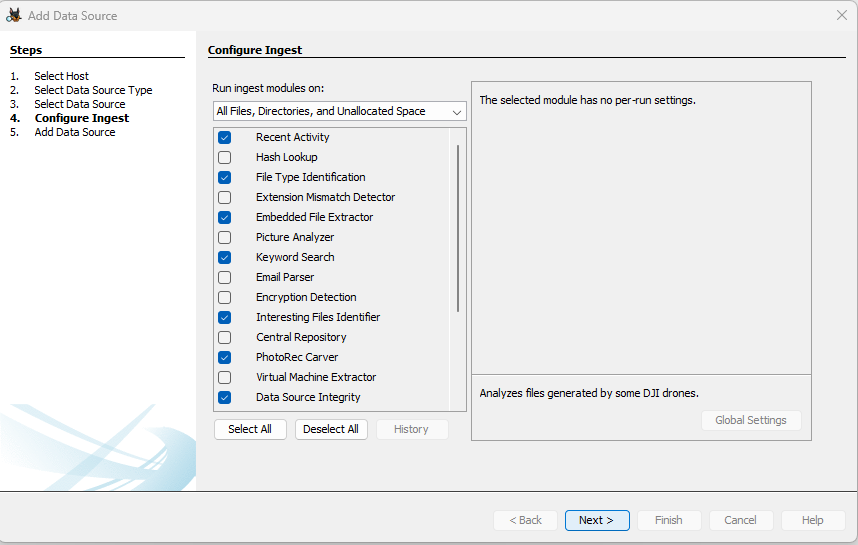 Add Data Source
Steps
1. Select Host
2. Select Data Source Type
3. Select Data Source
4. Configure Ingest
5. Add Data Source
Configure Ingest
Run ingest modules on:
All Files, Directories, and Unallocated Space
Recent Activity
Hash Lookup
File Type Identification
Extension Mismatch Detector
Embedded File Extractor
Picture Analyzer
Keyword Search
Email Parser
Encryption Detection
Interesting Files Identifier
Central Repository
PhotoRec Carver
Virtual Machine Extractor
Data Source Integrity
Select All
Deselect All
History
The selected module has no per-run settings.
Analyzes files generated by some DJI drones.
Global Settings
< Back
Next >
Finish
Cancel
Help